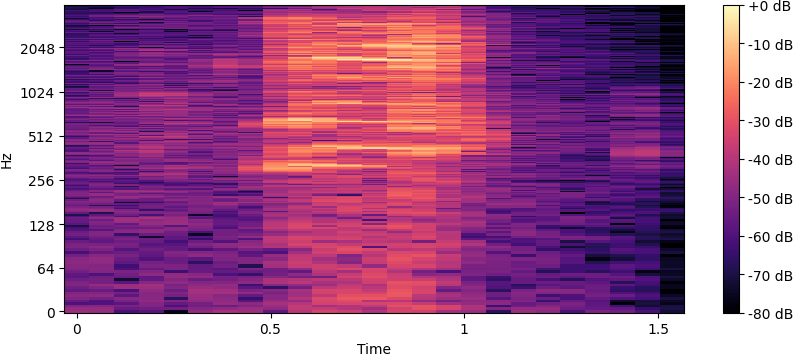 +0 dB
2048
-10 dB
1024
-20 dB
512
-30 dB
Hz
-40 dB
256
-50 dB
128
-60 dB
64
-70 dB
0
-80 dB
0 0.5 1 1.5
Time